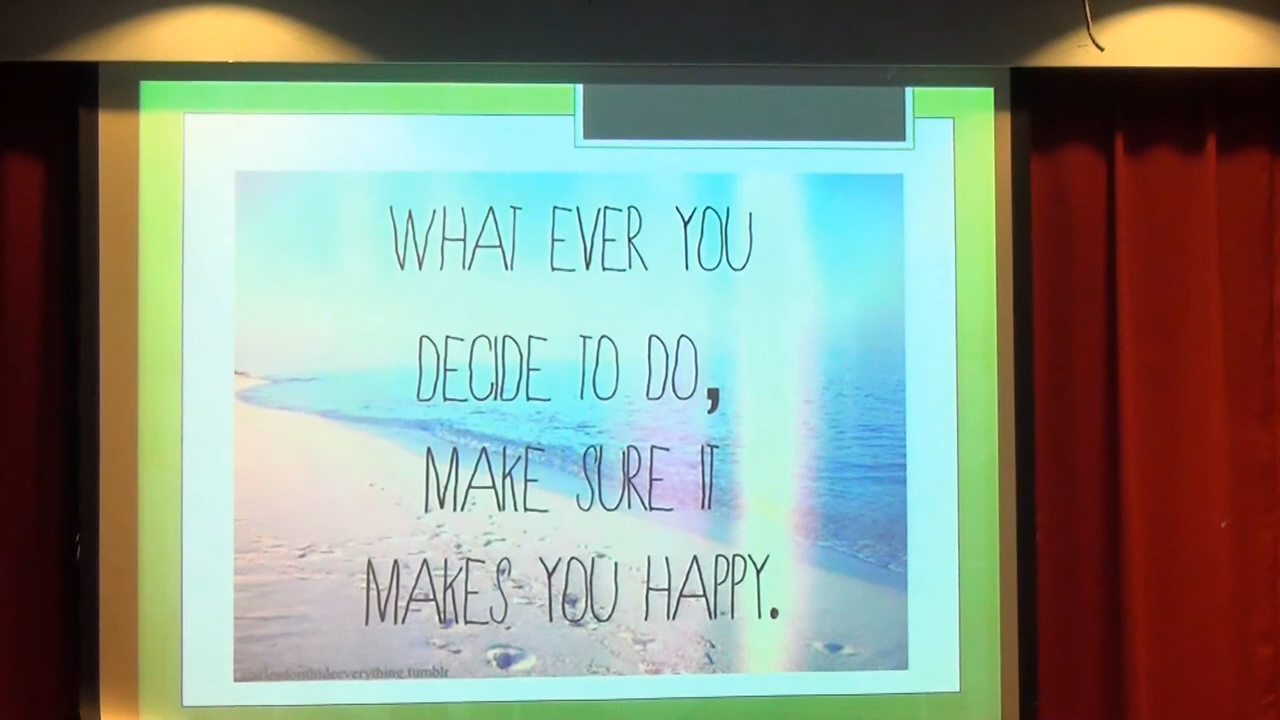 WHAT EVER YOU
DECIDE TO DO,
MAKE SURE IT
MAKES YOU HAPPY.